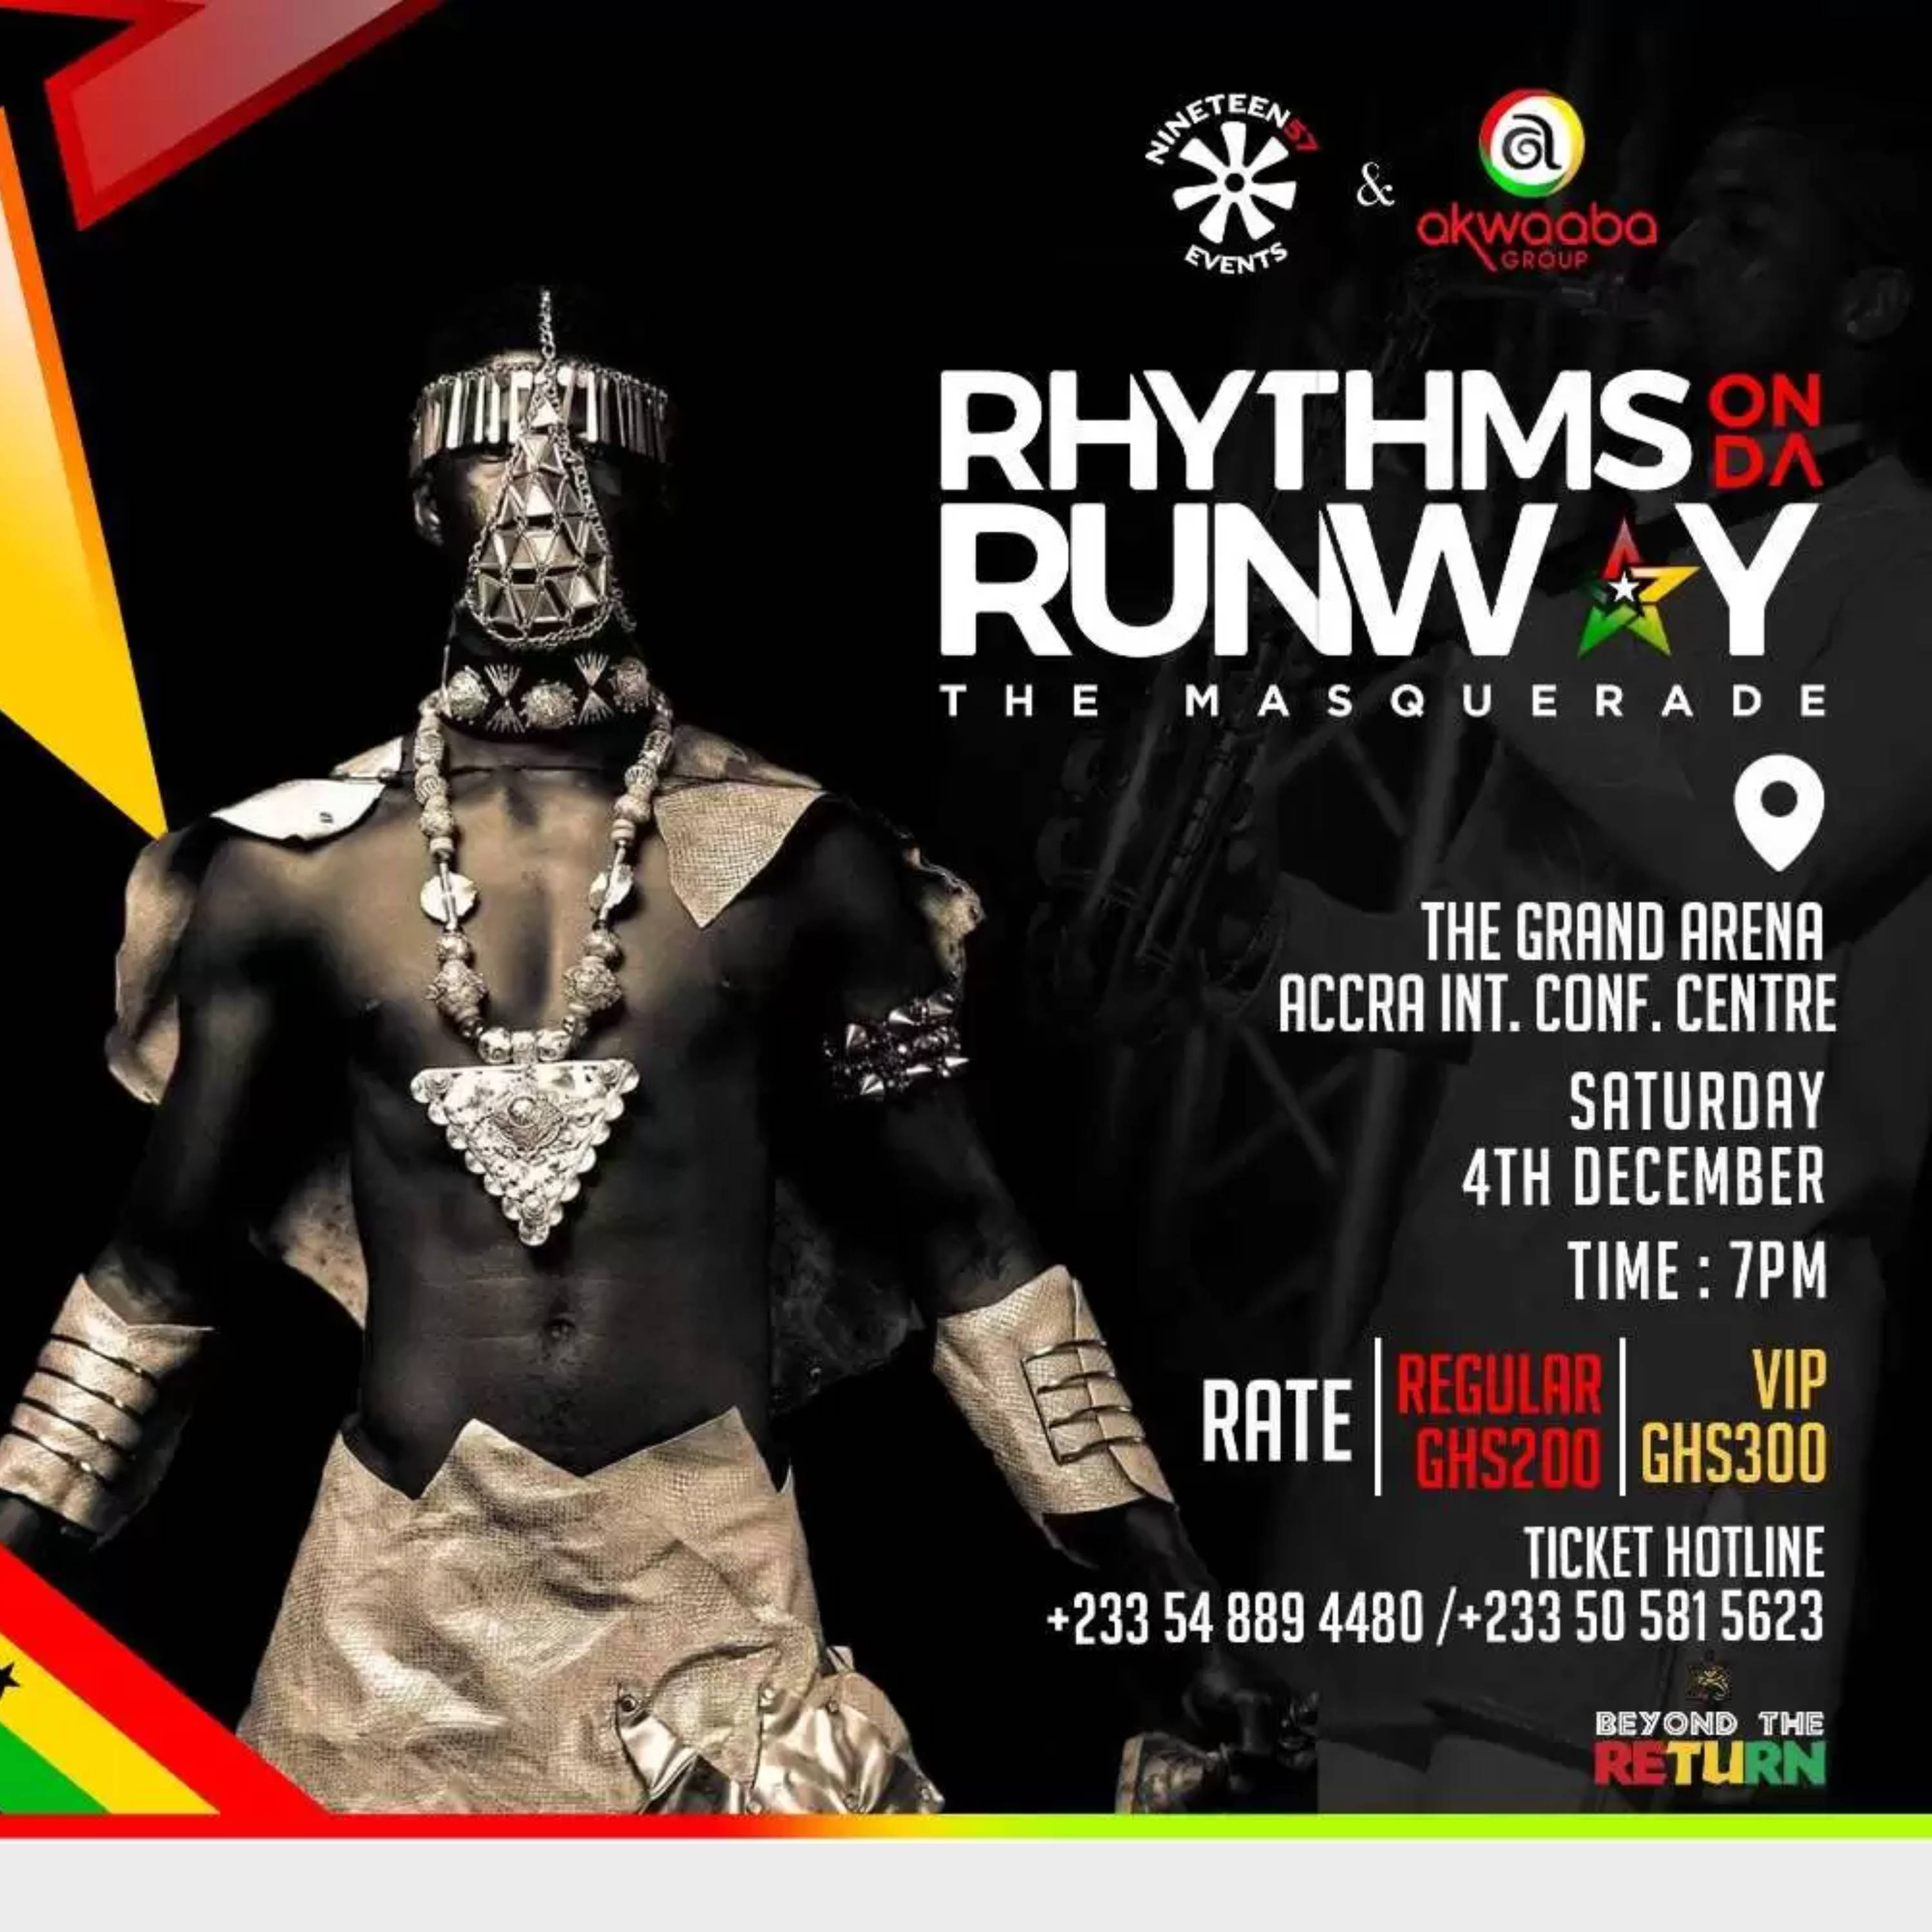 NINETEEN57
EVENTS
&
a
akwaaba
GROUP
RHYTHMS ON DA
RUNWAY
THE MASQUERADE
THE GRAND ARENA
ACCRA INT. CONF. CENTRE
SATURDAY
4TH DECEMBER
TIME : 7PM
RATE
REGULAR
GHS200
VIP
GHS300
TICKET HOTLINE
+233 54 889 4480 /+233 50 581 5623
BEYOND THE
RETURN